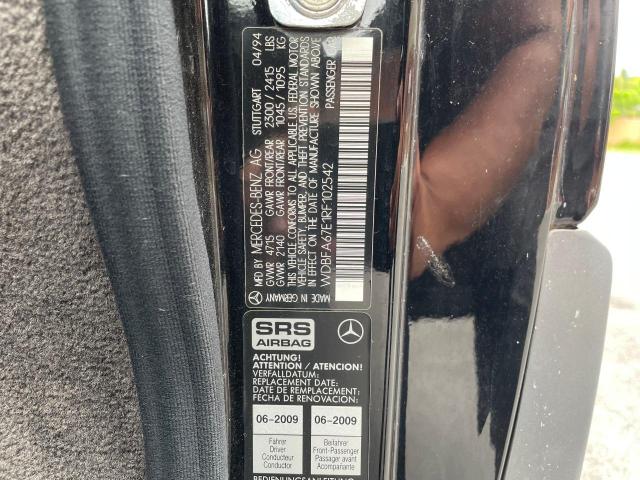 MFD BY MERCEDES-BENZ AG STUTTGART 04/94
GVWR 4715 GAWR FRONT/REAR 2300 / 2415 LBS
GVWR 2140 GAWR FRONT/REAR 1045 / 1095 KG
THIS VEHICLE CONFORMS TO ALL APPLICABLE U.S. FEDERAL MOTOR
VEHICLE SAFETY, BUMPER, AND THEFT PREVENTION STANDARDS
IN EFFECT ON THE DATE OF MANUFACTURE SHOWN ABOVE
WDBFA67E1RF102542 PASSENGER
MADE IN GERMANY
SRS
AIRBAG
ACHTUNG!
ATTENTION / ATENCION!
VERFALLDATUM:
REPLACEMENT DATE:
DATE DE REMPLACEMENT:
FECHA DE RENOVACION:
06-2009 06-2009
Fahrer Beifahrer
Driver Front-Passenger
Conducteur Passager avant
Conductor Acompañante
BEDIENUNGSANLEITUNG